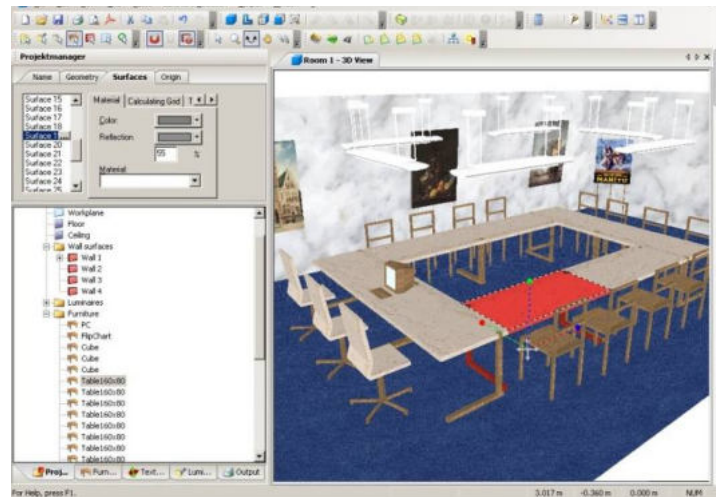 Projektmanager
Room 1 - 3D View
Name Geometry Surfaces Origin
Surface 15
Surface 16
Surface 17
Surface 18
Surface 1...
Surface 20
Surface 21
Surface 22
Surface 23
Surface 24
Surface 25
Material Calculating Grid
Color
Reflection
55 %
Material
Workplane
Floor
Ceiling
Wall surfaces
Wall 1
Wall 2
Wall 3
Wall 4
Luminaires
Furniture
PC
FlipChart
Cube
Cube
Cube
Table160x80
Table160x80
Table160x80
Table160x80
Table160x80
Table160x80
Table160x80
Proj... Furn... Text... Lumi... Output
For Help, press F1.
3.017 m -0.360 m 0.000 m NUM